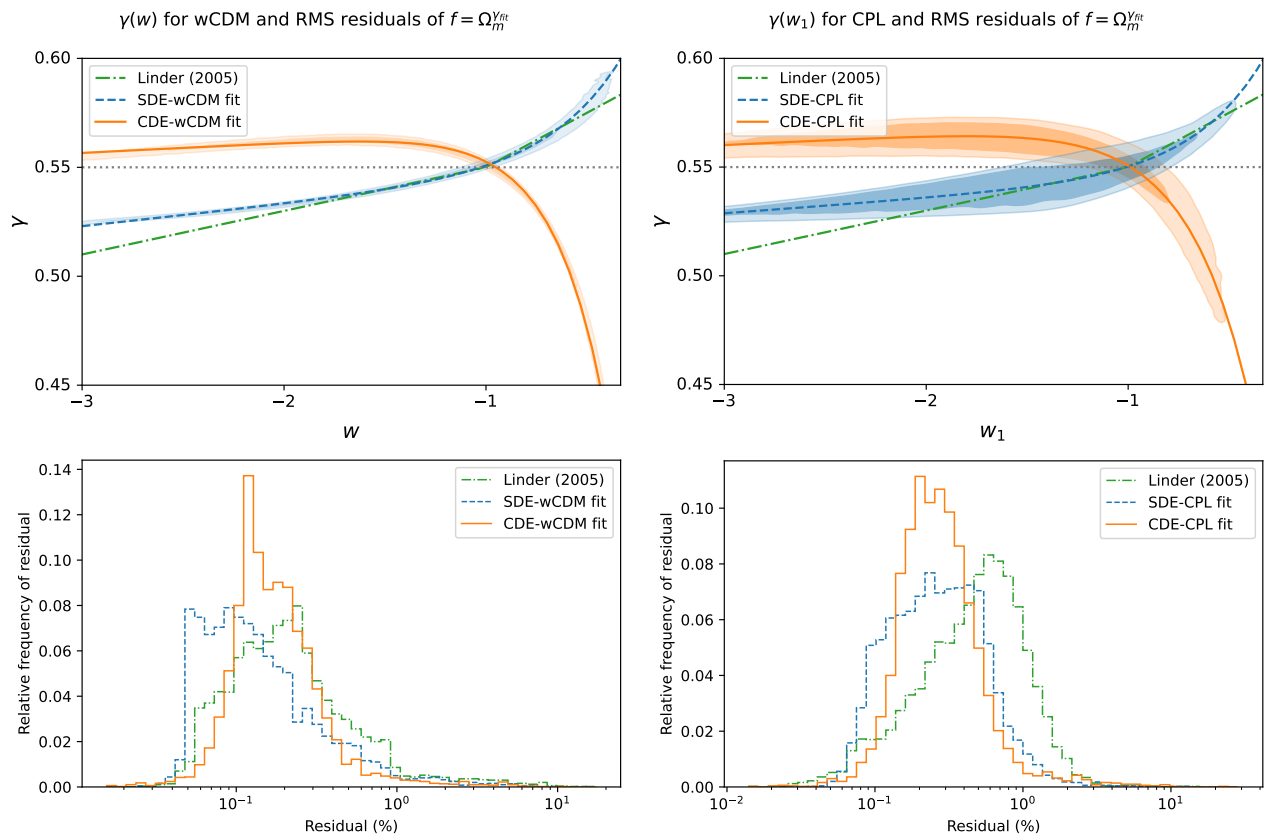 γ(w) for wCDM and RMS residuals of f = Ω_m^{γ_fit}
0.60
0.55
0.50
0.45
γ
Linder (2005)
SDE-wCDM fit
CDE-wCDM fit
−3
−2
−1
w
γ(w₁) for CPL and RMS residuals of f = Ω_m^{γ_fit}
0.60
0.55
0.50
0.45
γ
Linder (2005)
SDE-CPL fit
CDE-CPL fit
−3
−2
−1
w₁
0.14
0.12
0.10
0.08
0.06
0.04
0.02
0.00
Relative frequency of residual
Linder (2005)
SDE-wCDM fit
CDE-wCDM fit
10⁻¹
10⁰
10¹
Residual (%)
0.10
0.08
0.06
0.04
0.02
0.00
Relative frequency of residual
Linder (2005)
SDE-CPL fit
CDE-CPL fit
10⁻²
10⁻¹
10⁰
10¹
Residual (%)